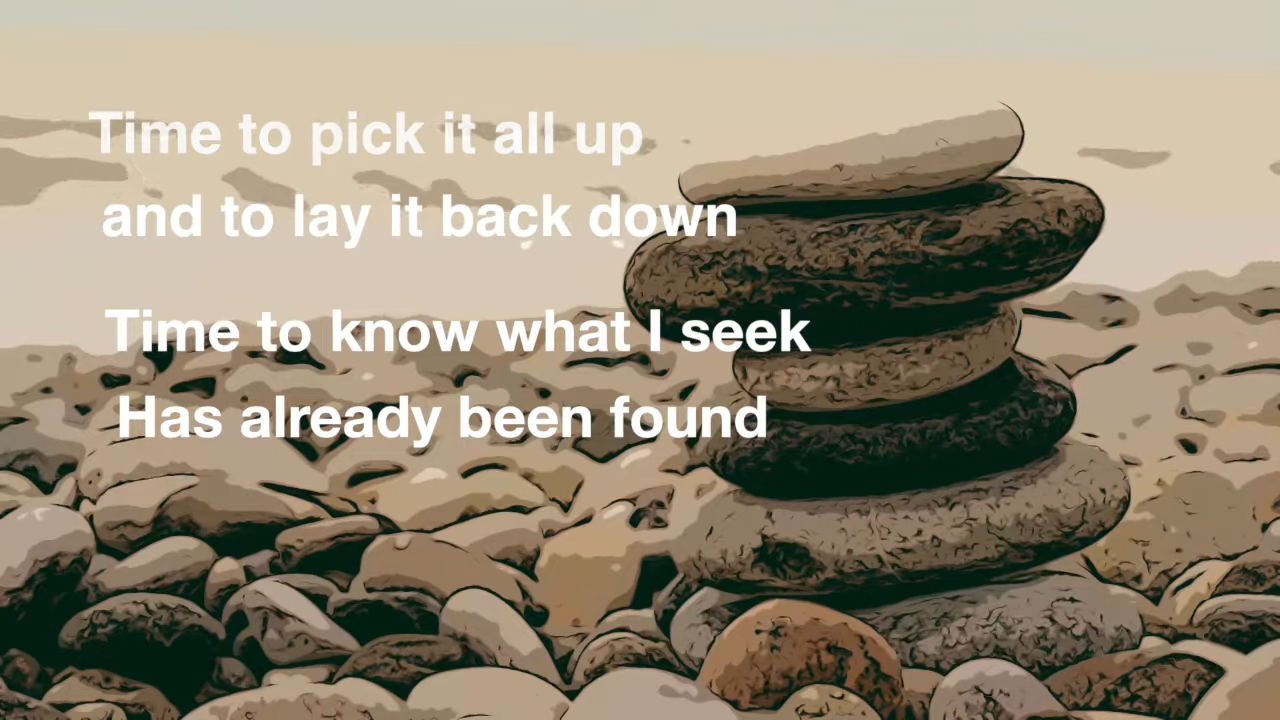 Time to pick it all up
and to lay it back down
Time to know what I seek
Has already been found